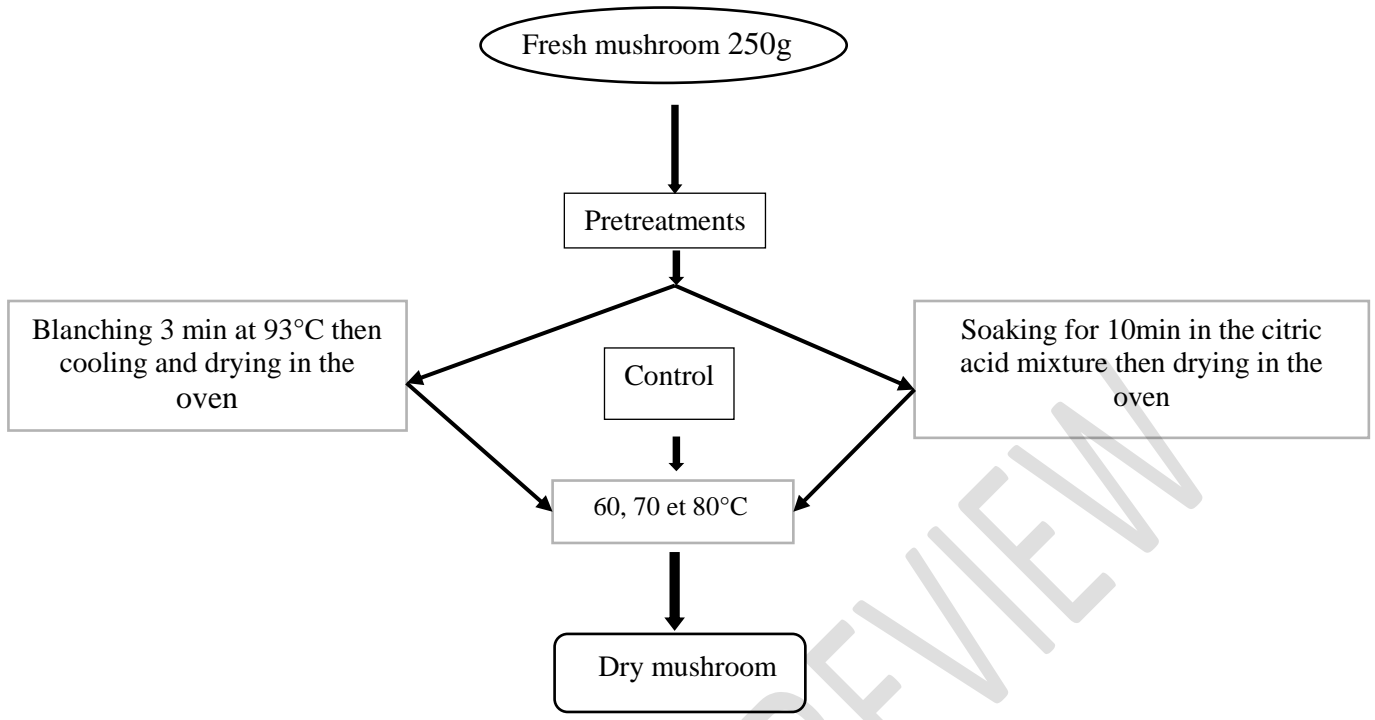 Fresh mushroom 250g
Pretreatments
Blanching 3 min at 93°C then
cooling and drying in the
oven
Control
Soaking for 10min in the citric
acid mixture then drying in the
oven
60, 70 et 80°C
Dry mushroom
REVIEW